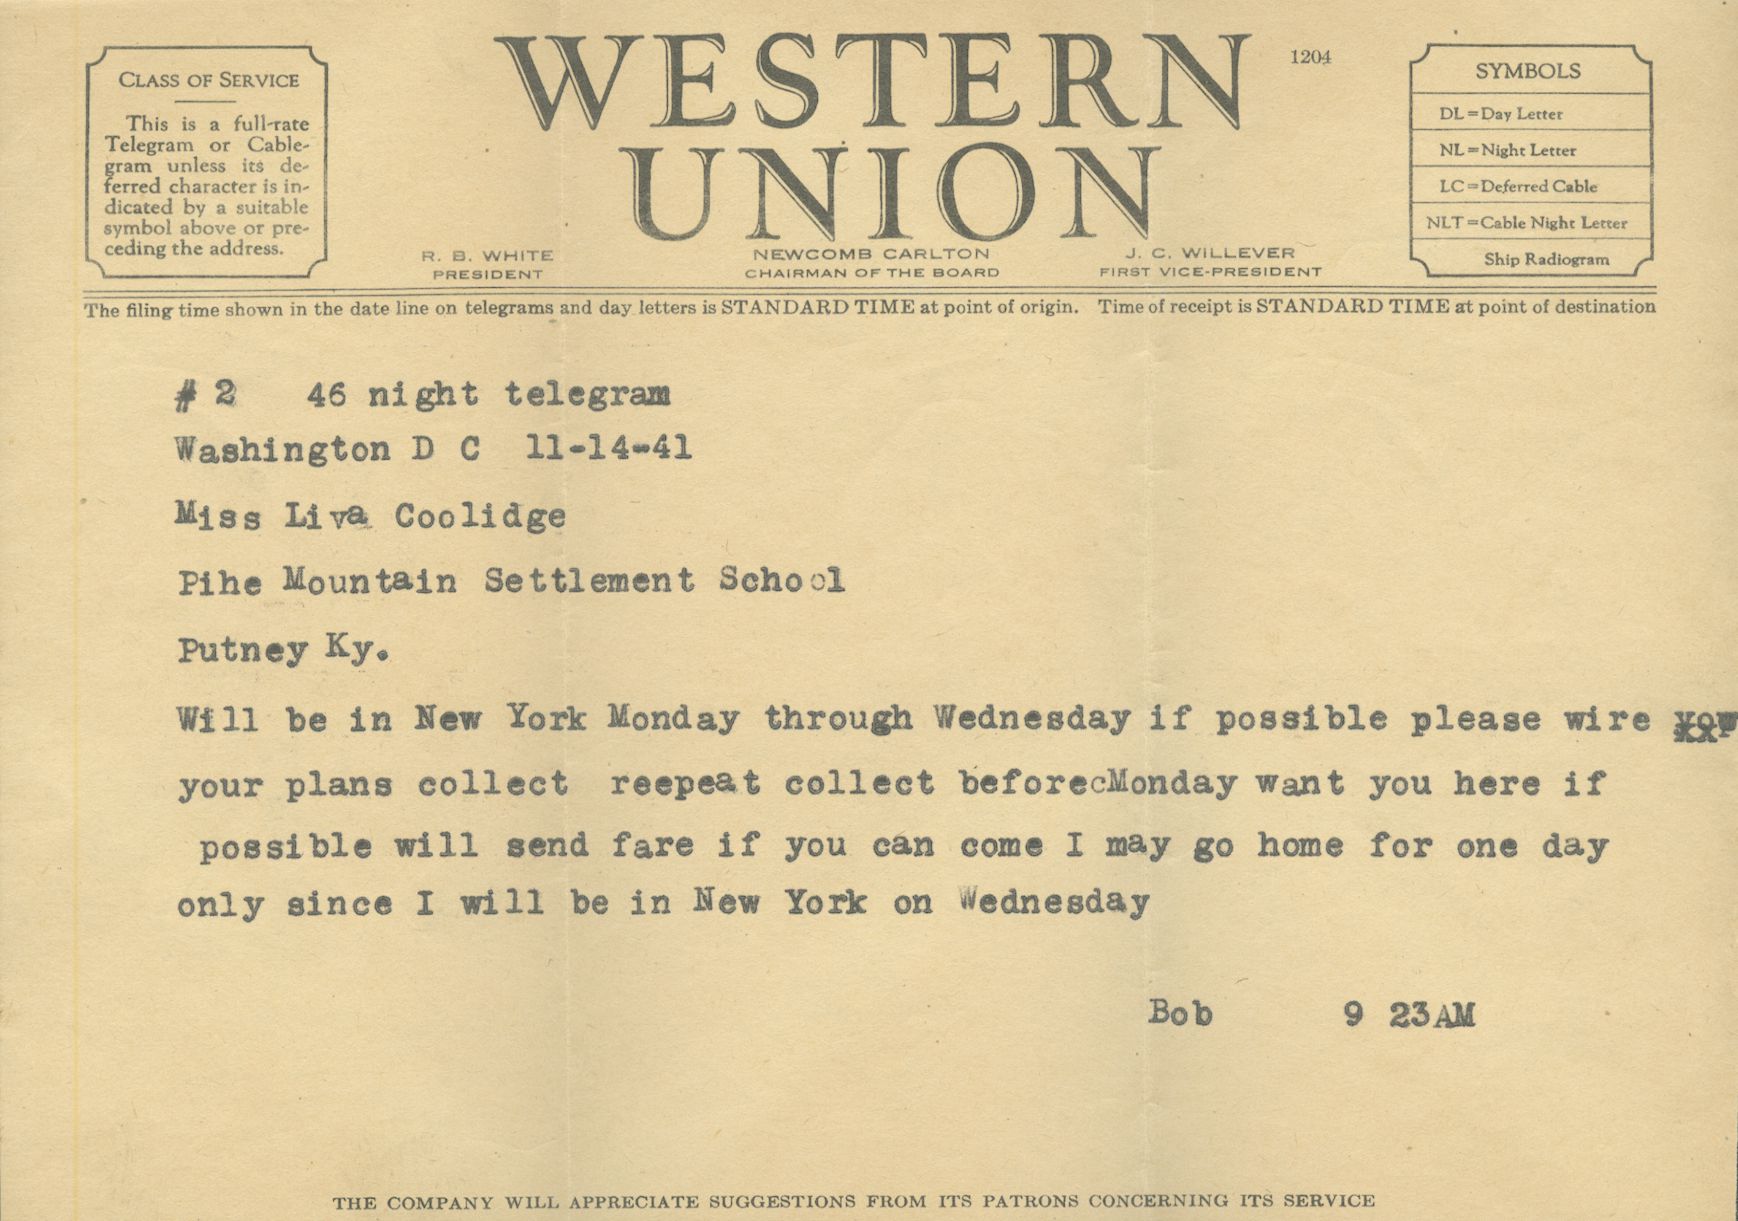 WESTERN
UNION
1204
CLASS OF SERVICE
This is a full-rate
Telegram or Cable-
gram unless its de-
ferred character is in-
dicated by a suitable
symbol above or pre-
ceding the address.
R. B. WHITE
PRESIDENT
NEWCOMB CARLTON
CHAIRMAN OF THE BOARD
J. C. WILLEVER
FIRST VICE-PRESIDENT
SYMBOLS
DL=Day Letter
NL=Night Letter
LC=Deferred Cable
NLT=Cable Night Letter
Ship Radiogram
The filing time shown in the date line on telegrams and day letters is STANDARD TIME at point of origin. Time of receipt is STANDARD TIME at point of destination
# 2 46 night telegram
Washington D C 11-14-41
Miss Liva Coolidge
Pihe Mountain Settlement School
Putney Ky.
Will be in New York Monday through Wednesday if possible please wire
your plans collect reepeat collect beforecMonday want you here if
possible will send fare if you can come I may go home for one day
only since I will be in New York on Wednesday
Bob 9 23AM
THE COMPANY WILL APPRECIATE SUGGESTIONS FROM ITS PATRONS CONCERNING ITS SERVICE